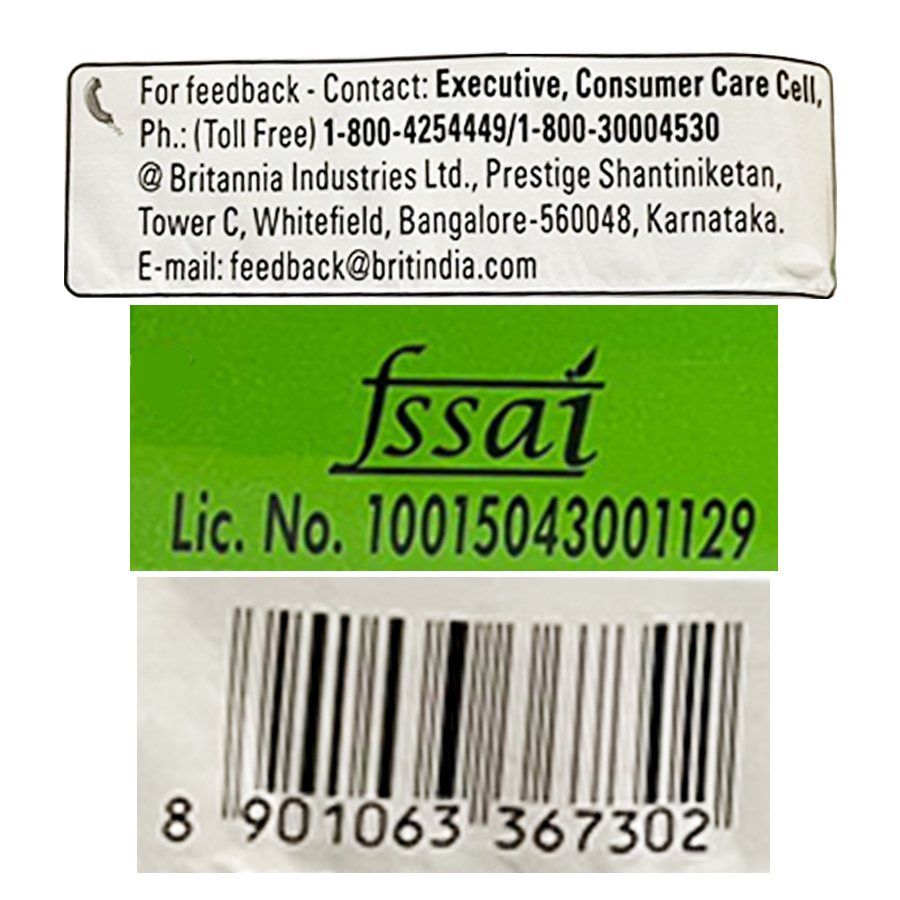 For feedback - Contact: Executive, Consumer Care Cell,
Ph.: (Toll Free) 1-800-4254449/1-800-30004530
@ Britannia Industries Ltd., Prestige Shantiniketan,
Tower C, Whitefield, Bangalore-560048, Karnataka.
E-mail: feedback@britindia.com
fssai
Lic. No. 10015043001129
8 901063 367302